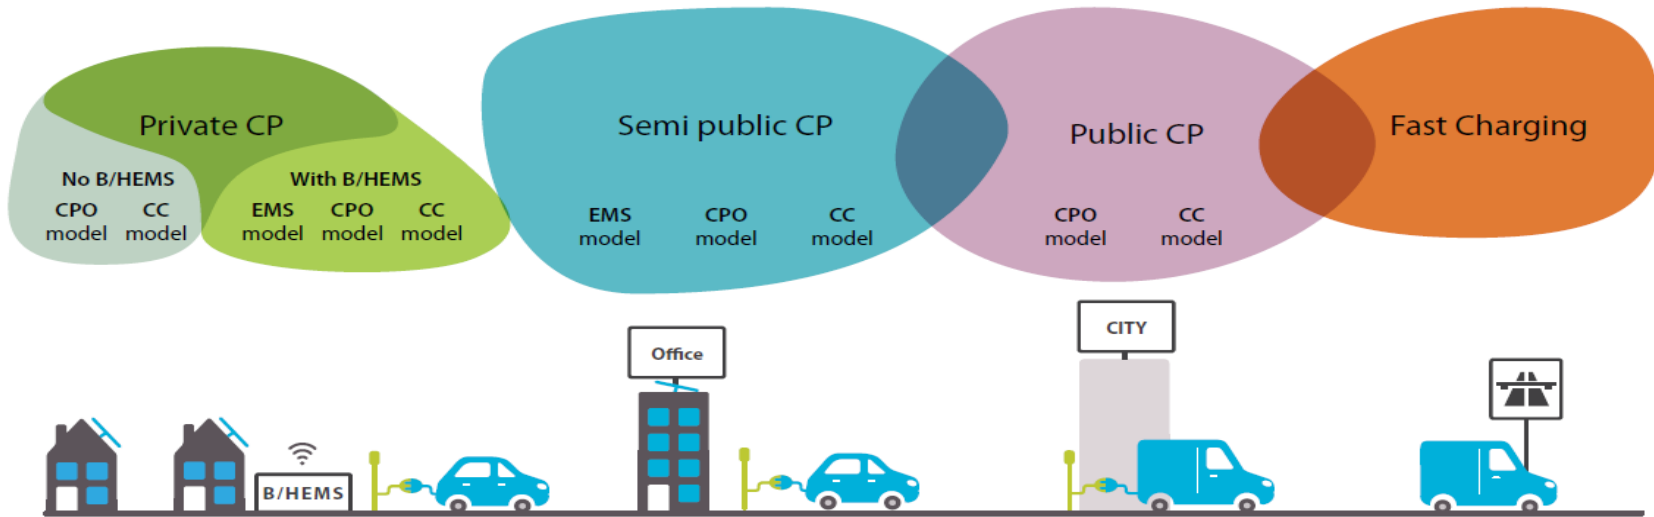 Private CP
No B/HEMS
CPO model
CC model
With B/HEMS
EMS model
CPO model
CC model
Semi public CP
EMS model
CPO model
CC model
Public CP
CPO model
CC model
Fast Charging
B/HEMS
Office
CITY